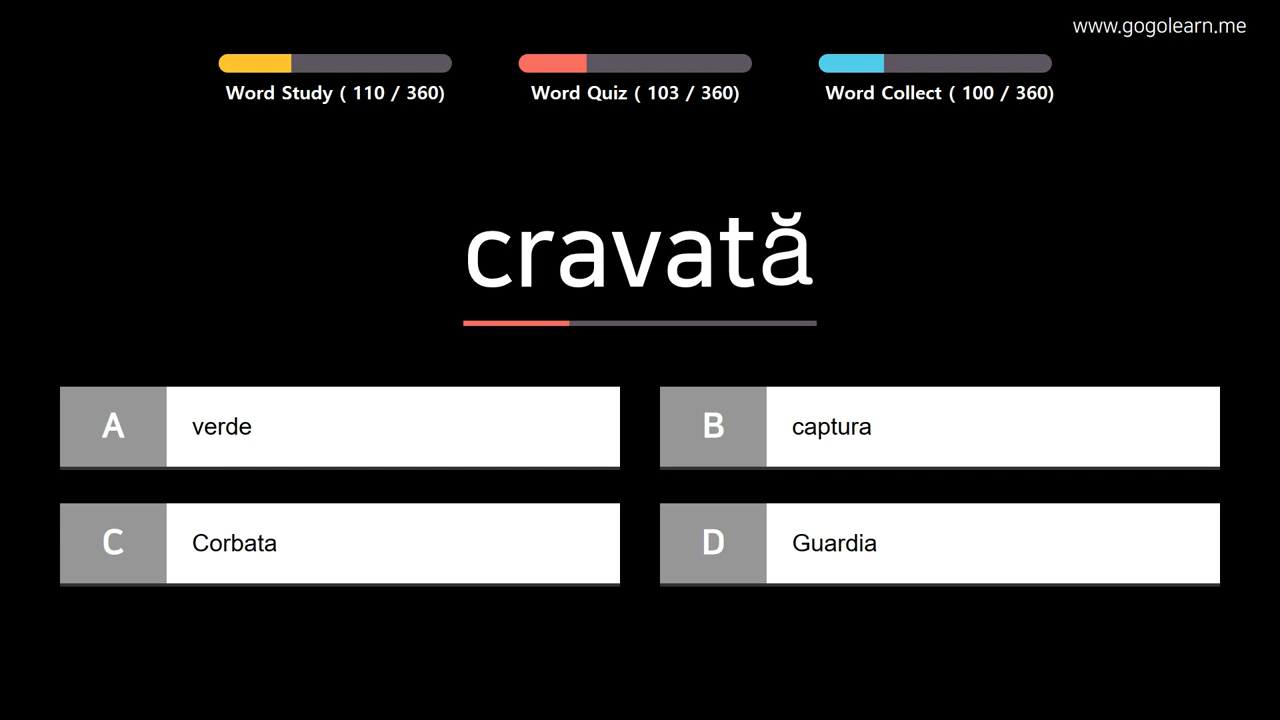 www.gogolearn.me
Word Study ( 110 / 360)
Word Quiz ( 103 / 360)
Word Collect ( 100 / 360)
cravată
A verde
B captura
C Corbata
D Guardia